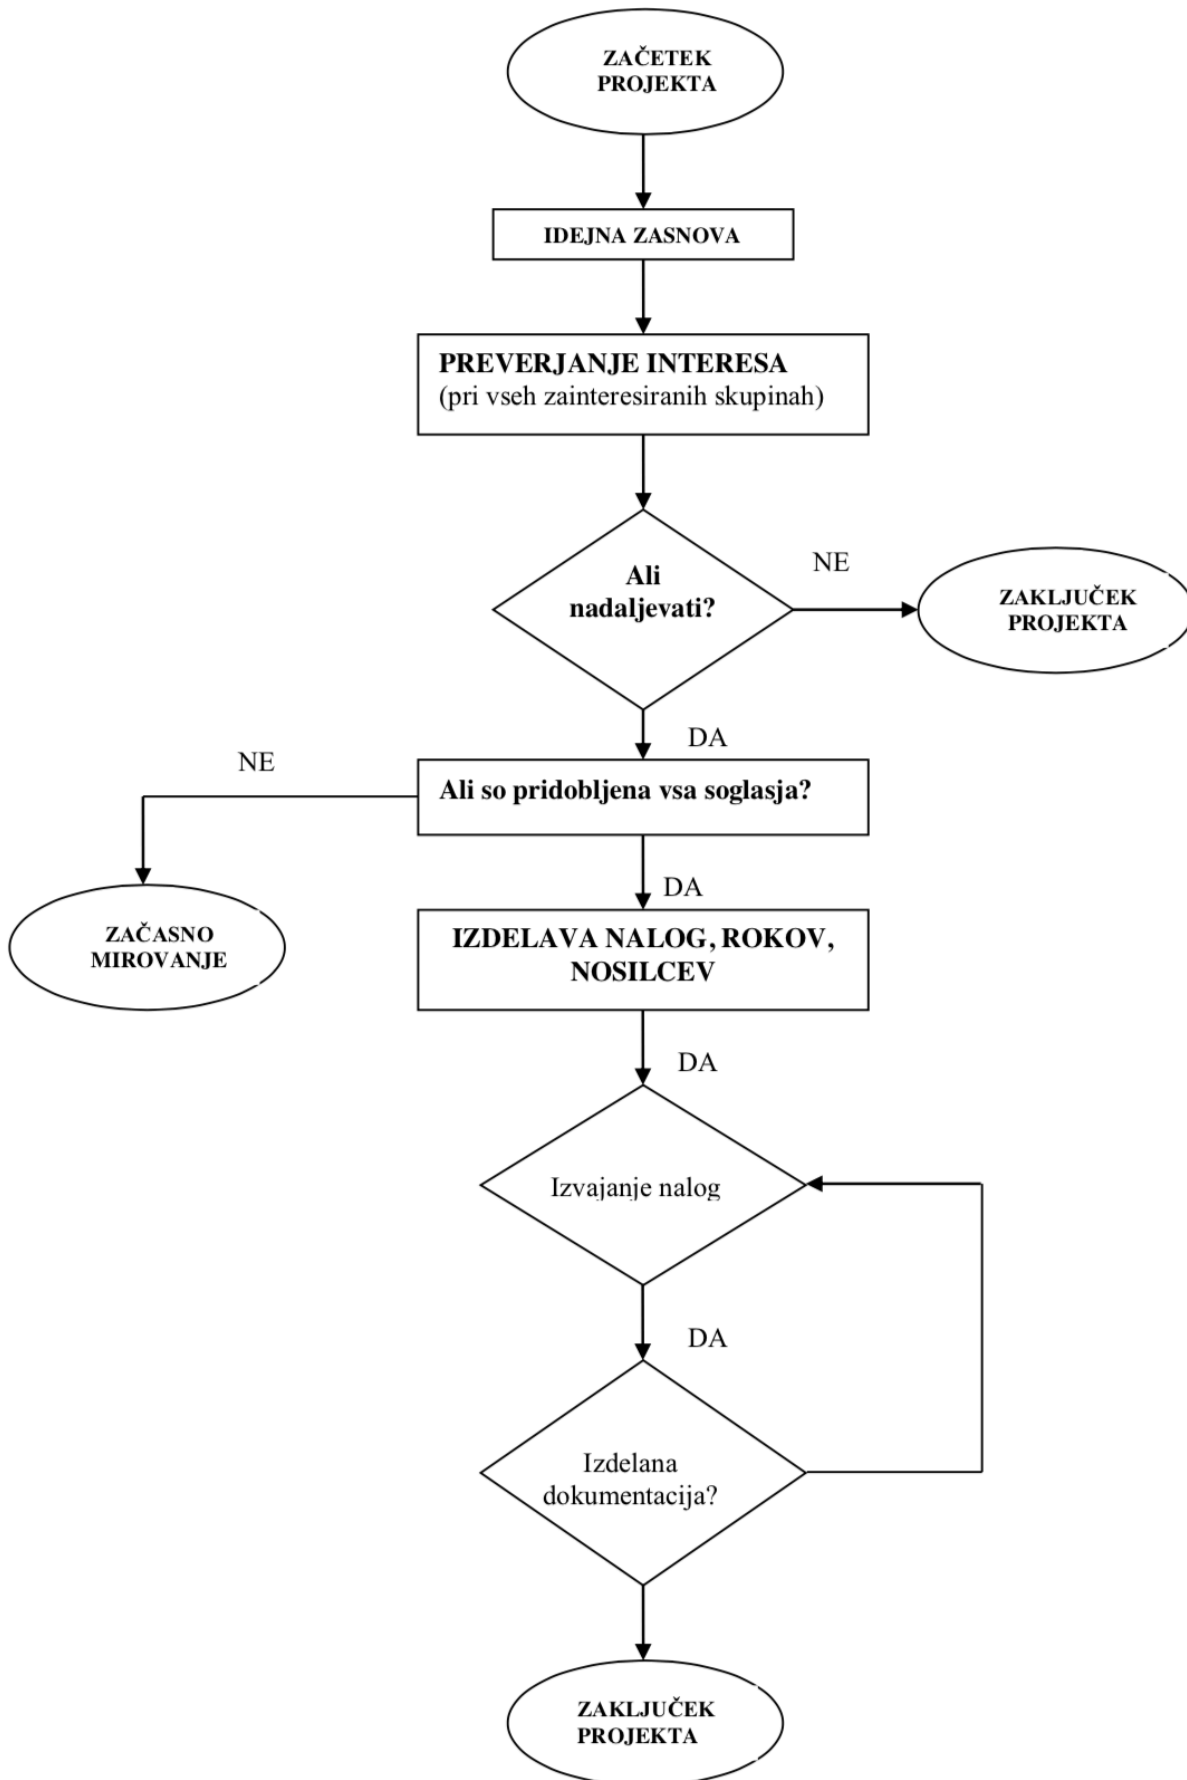 ZAČETEK
PROJEKTA
IDEJNA ZASNOVA
PREVERJANJE INTERESA
(pri vseh zainteresiranih skupinah)
Ali
nadaljevati?
NE
ZAKLJUČEK
PROJEKTA
DA
NE
Ali so pridobljena vsa soglasja?
DA
ZAČASNO
MIROVANJE
IZDELAVA NALOG, ROKOV,
NOSILCEV
DA
Izvajanje nalog
DA
Izdelana
dokumentacija?
ZAKLJUČEK
PROJEKTA